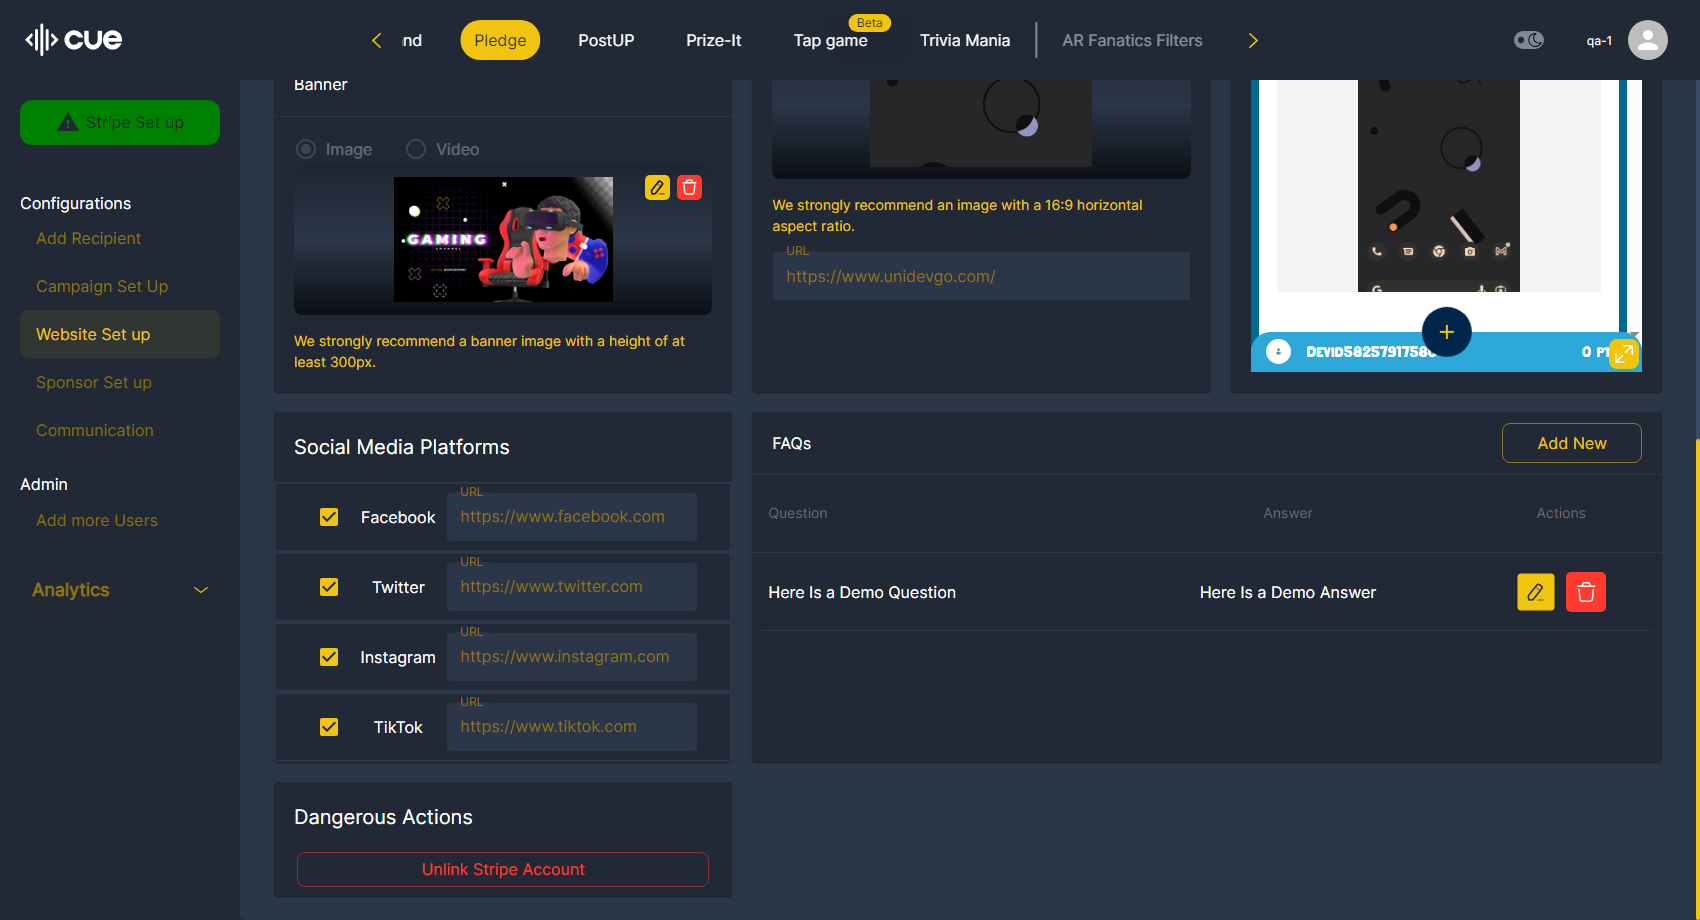 cue
nd
Pledge
PostUP
Prize-It
Tap game
Beta
Trivia Mania
AR Fanatics Filters
qa-1
Stripe Set up
Configurations
Add Recipient
Campaign Set Up
Website Set up
Sponsor Set up
Communication
Admin
Add more Users
Analytics
Banner
Image
Video
GAMING
We strongly recommend a banner image with a height of at
least 300px.
We strongly recommend an image with a 16:9 horizontal
aspect ratio.
URL
https://www.unidevgo.com/
0 PT
Social Media Platforms
Facebook
URL
https://www.facebook.com
Twitter
URL
https://www.twitter.com
Instagram
URL
https://www.instagram.com
TikTok
URL
https://www.tiktok.com
FAQs
Add New
Question
Answer
Actions
Here Is a Demo Question
Here Is a Demo Answer
Dangerous Actions
Unlink Stripe Account